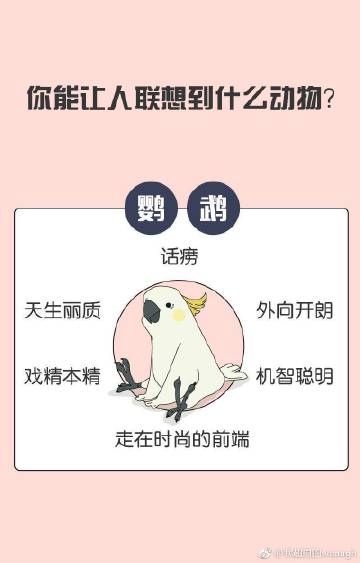 你能让人联想到什么动物?
鹦鹉
话痨
天生丽质 外向开朗
戏精本精 机智聪明
走在时尚的前端